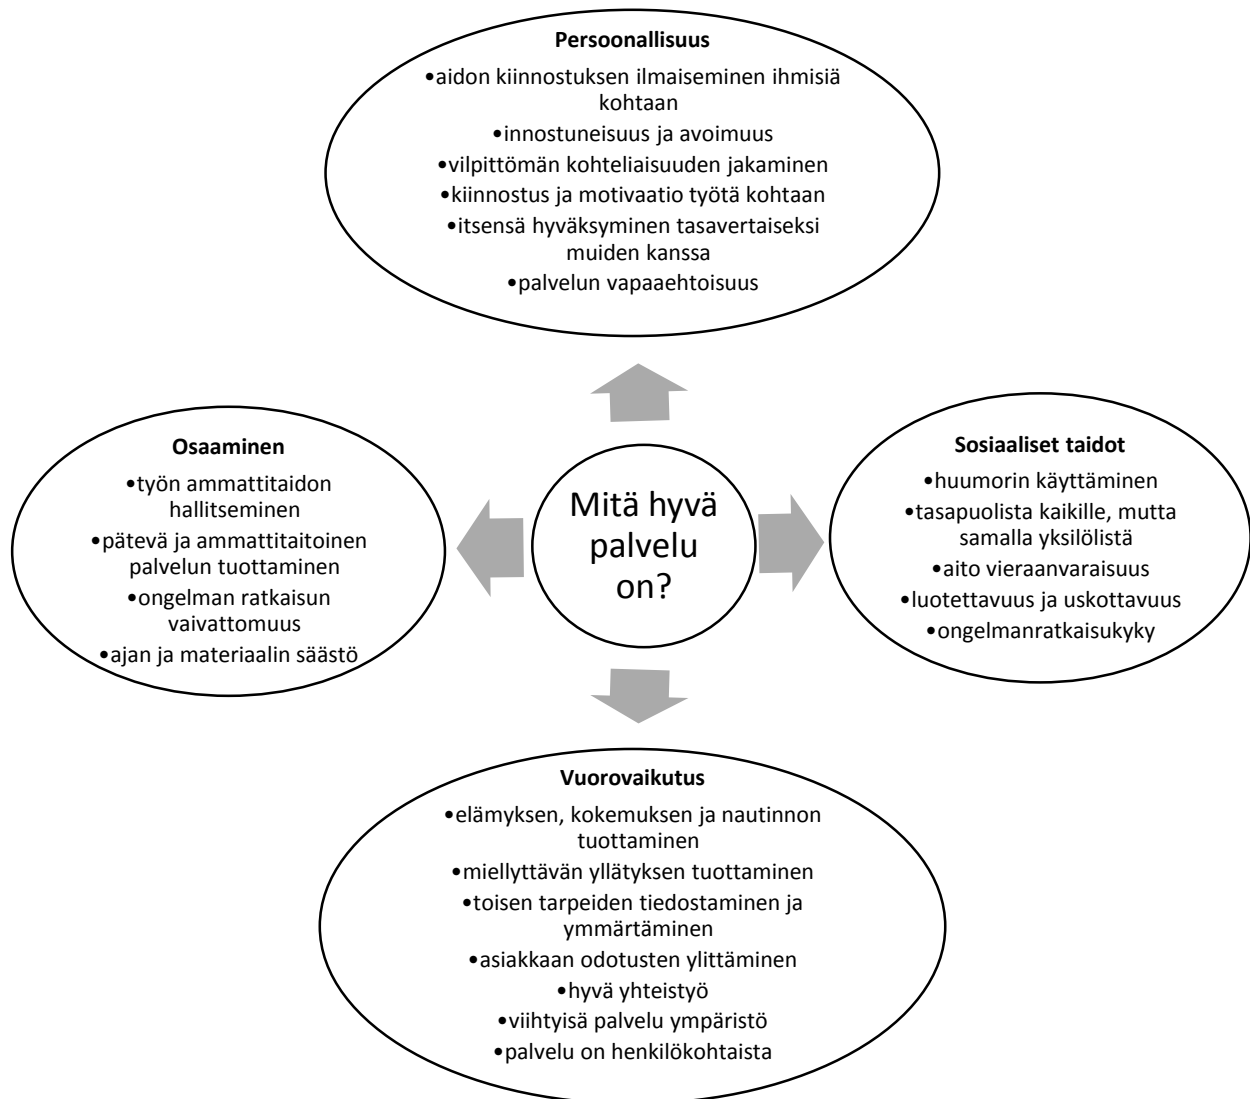 Persoonallisuus
•aidon kiinnostuksen ilmaiseminen ihmisiä
kohtaan
•innostuneisuus ja avoimuus
•vilpittömän kohteliaisuuden jakaminen
•kiinnostus ja motivaatio työtä kohtaan
•itsensä hyväksyminen tasavertaiseksi
muiden kanssa
•palvelun vapaaehtoisuus
Osaaminen
•työn ammattitaidon
hallitseminen
•pätevä ja ammattitaitoinen
palvelun tuottaminen
•ongelman ratkaisun
vaivattomuus
•ajan ja materiaalin säästö
Mitä hyvä
palvelu
on?
Sosiaaliset taidot
•huumorin käyttäminen
•tasapuolista kaikille, mutta
samalla yksilölistä
•aito vieraanvaraisuus
•luotettavuus ja uskottavuus
•ongelmanratkaisukyky
Vuorovaikutus
•elämyksen, kokemuksen ja nautinnon
tuottaminen
•miellyttävän yllätyksen tuottaminen
•toisen tarpeiden tiedostaminen ja
ymmärtäminen
•asiakkaan odotusten ylittäminen
•hyvä yhteistyö
•viihtyisä palvelu ympäristö
•palvelu on henkilökohtaista